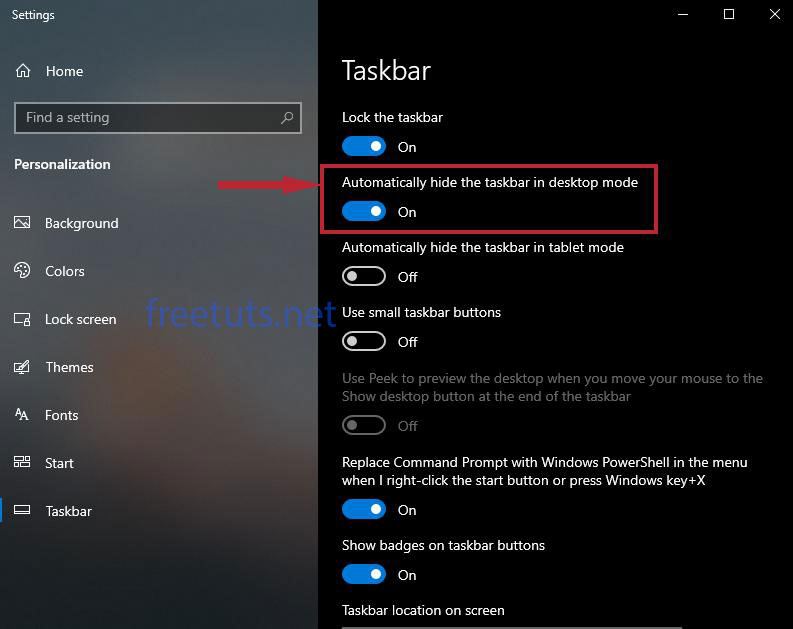 Settings
Home
Find a setting
Personalization
Background
Colors
Lock screen
Themes
Fonts
Start
Taskbar
freetuts.net
Taskbar
Lock the taskbar
On
Automatically hide the taskbar in desktop mode
On
Automatically hide the taskbar in tablet mode
Off
Use small taskbar buttons
Off
Use Peek to preview the desktop when you move your mouse to the
Show desktop button at the end of the taskbar
Off
Replace Command Prompt with Windows PowerShell in the menu
when I right-click the start button or press Windows key+X
On
Show badges on taskbar buttons
On
Taskbar location on screen